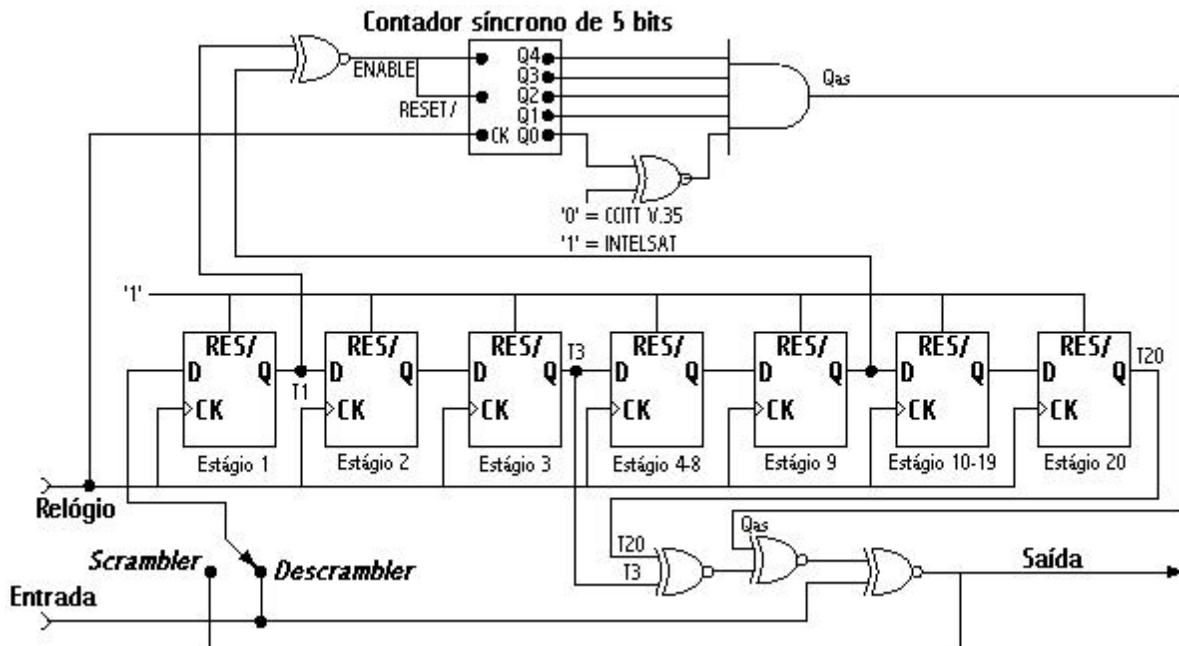 Contador síncrono de 5 bits
ENABLE
RESET/
CK
Q4
Q3
Q2
Q1
Q0
Qas
'0' = CCITT V.35
'1' = INTELSAT
'1'
RES/ RES/ RES/ RES/ RES/ RES/ RES/
D Q D Q D Q D Q D Q D Q D Q
T1
T3
T20
CK CK CK CK CK CK CK
Estágio 1 Estágio 2 Estágio 3 Estágio 4-8 Estágio 9 Estágio 10-19 Estágio 20
Relógio
Qas
T20
T3
Scrambler
Descrambler
Saída
Entrada